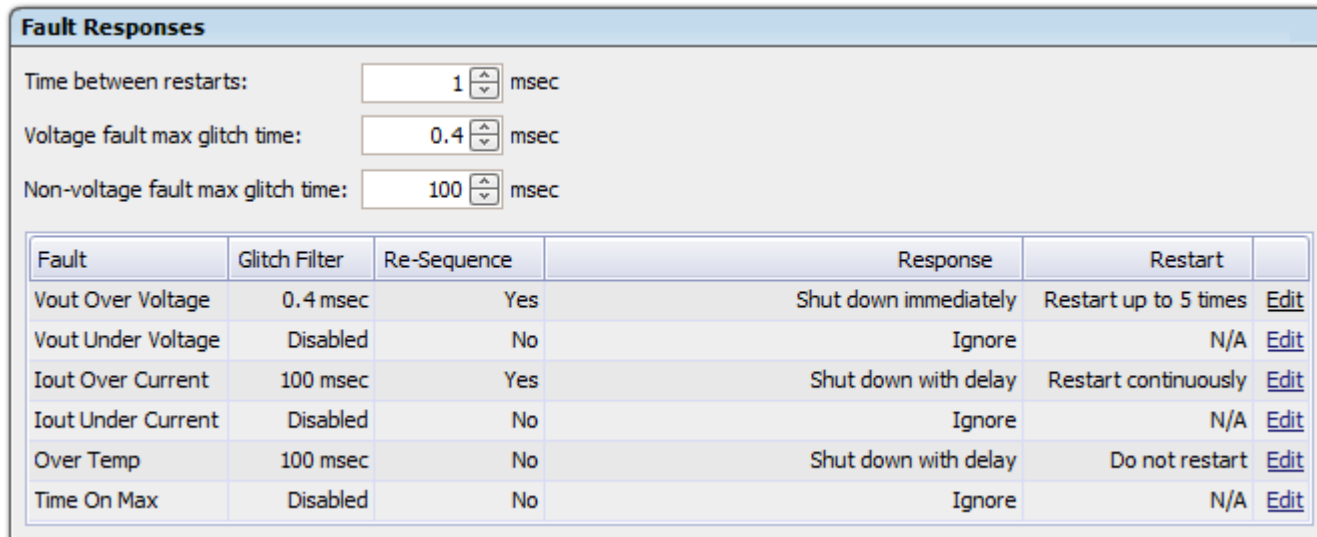 Fault Responses
Time between restarts: 1 msec
Voltage fault max glitch time: 0.4 msec
Non-voltage fault max glitch time: 100 msec
Fault Glitch Filter Re-Sequence Response Restart
Vout Over Voltage 0.4 msec Yes Shut down immediately Restart up to 5 times Edit
Vout Under Voltage Disabled No Ignore N/A Edit
Iout Over Current 100 msec Yes Shut down with delay Restart continuously Edit
Iout Under Current Disabled No Ignore N/A Edit
Over Temp 100 msec No Shut down with delay Do not restart Edit
Time On Max Disabled No Ignore N/A Edit